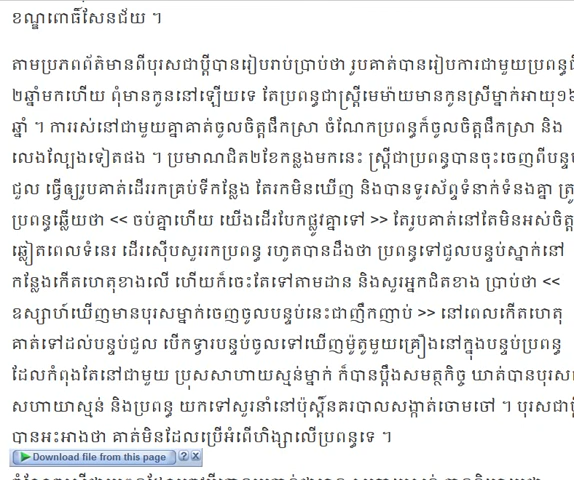 ខណ្ឌពោធិ៍សែនជ័យ ។
តាមប្រភពព័ត៌មានពីបុរសជាប្តីបានរៀបរាប់ប្រាប់ថា រូបគាត់បានរៀបការជាមួយប្រពន្ធជិត
២ឆ្នាំមកហើយ ពុំមានកូននៅឡើយទេ តែប្រពន្ធជាស្ត្រីមេម៉ាយមានកូនស្រីម្នាក់អាយុ១៦
ឆ្នាំ ។ ការរស់នៅជាមួយគ្នាគាត់ចូលចិត្តផឹកស្រា ចំណែកប្រពន្ធក៏ចូលចិត្តផឹកស្រា និង
លេងល្បែងទៀតផង ។ ប្រមាណជិត២ខែកន្លងមកនេះ ស្ត្រីជាប្រពន្ធបានចុះចេញពីបន្ទប់
ជួល ធ្វើឲ្យរូបគាត់ដើររកគ្រប់ទីកន្លែង តែរកមិនឃើញ និងបានទូរស័ព្ទទំនាក់ទំនងគ្នា ត្រូវ
ប្រពន្ធឆ្លើយថា << ចប់គ្នាហើយ យើងដើរបែកផ្លូវគ្នាទៅ >> តែរូបគាត់នៅតែមិនអស់ចិត្ត
ឆ្លៀតពេលទំនេរ ដើរស៊ើបសួររកប្រពន្ធ រហូតបានដឹងថា ប្រពន្ធទៅជួលបន្ទប់ស្នាក់នៅ
កន្លែងកើតហេតុខាងលើ ហើយក៏ចេះតែទៅតាមដាន និងសួរអ្នកជិតខាង ប្រាប់ថា <<
ឧស្សាហ៍ឃើញមានបុរសម្នាក់ចេញចូលបន្ទប់នេះជាញឹកញាប់ >> នៅពេលកើតហេតុ
គាត់ទៅដល់បន្ទប់ជួល បើកទ្វារបន្ទប់ចូលទៅឃើញម៉ូតូមួយគ្រឿងនៅក្នុងបន្ទប់ប្រពន្ធ
ដែលកំពុងតែនៅជាមួយ ប្រុសសាហាយស្មន់ម្នាក់ ក៏បានប្តឹងសមត្ថកិច្ច ឃាត់បានបុរស
សហាយាស្មន់ និងប្រពន្ធ យកទៅសួរនាំនៅប៉ុស្តិ៍នគរបាលសង្កាត់ចោមចៅ ។ បុរសជាប្តី
បានអះអាងថា គាត់មិនដែលប្រើអំពើហិង្សាលើប្រពន្ធទេ ។
Download file from this page ? x